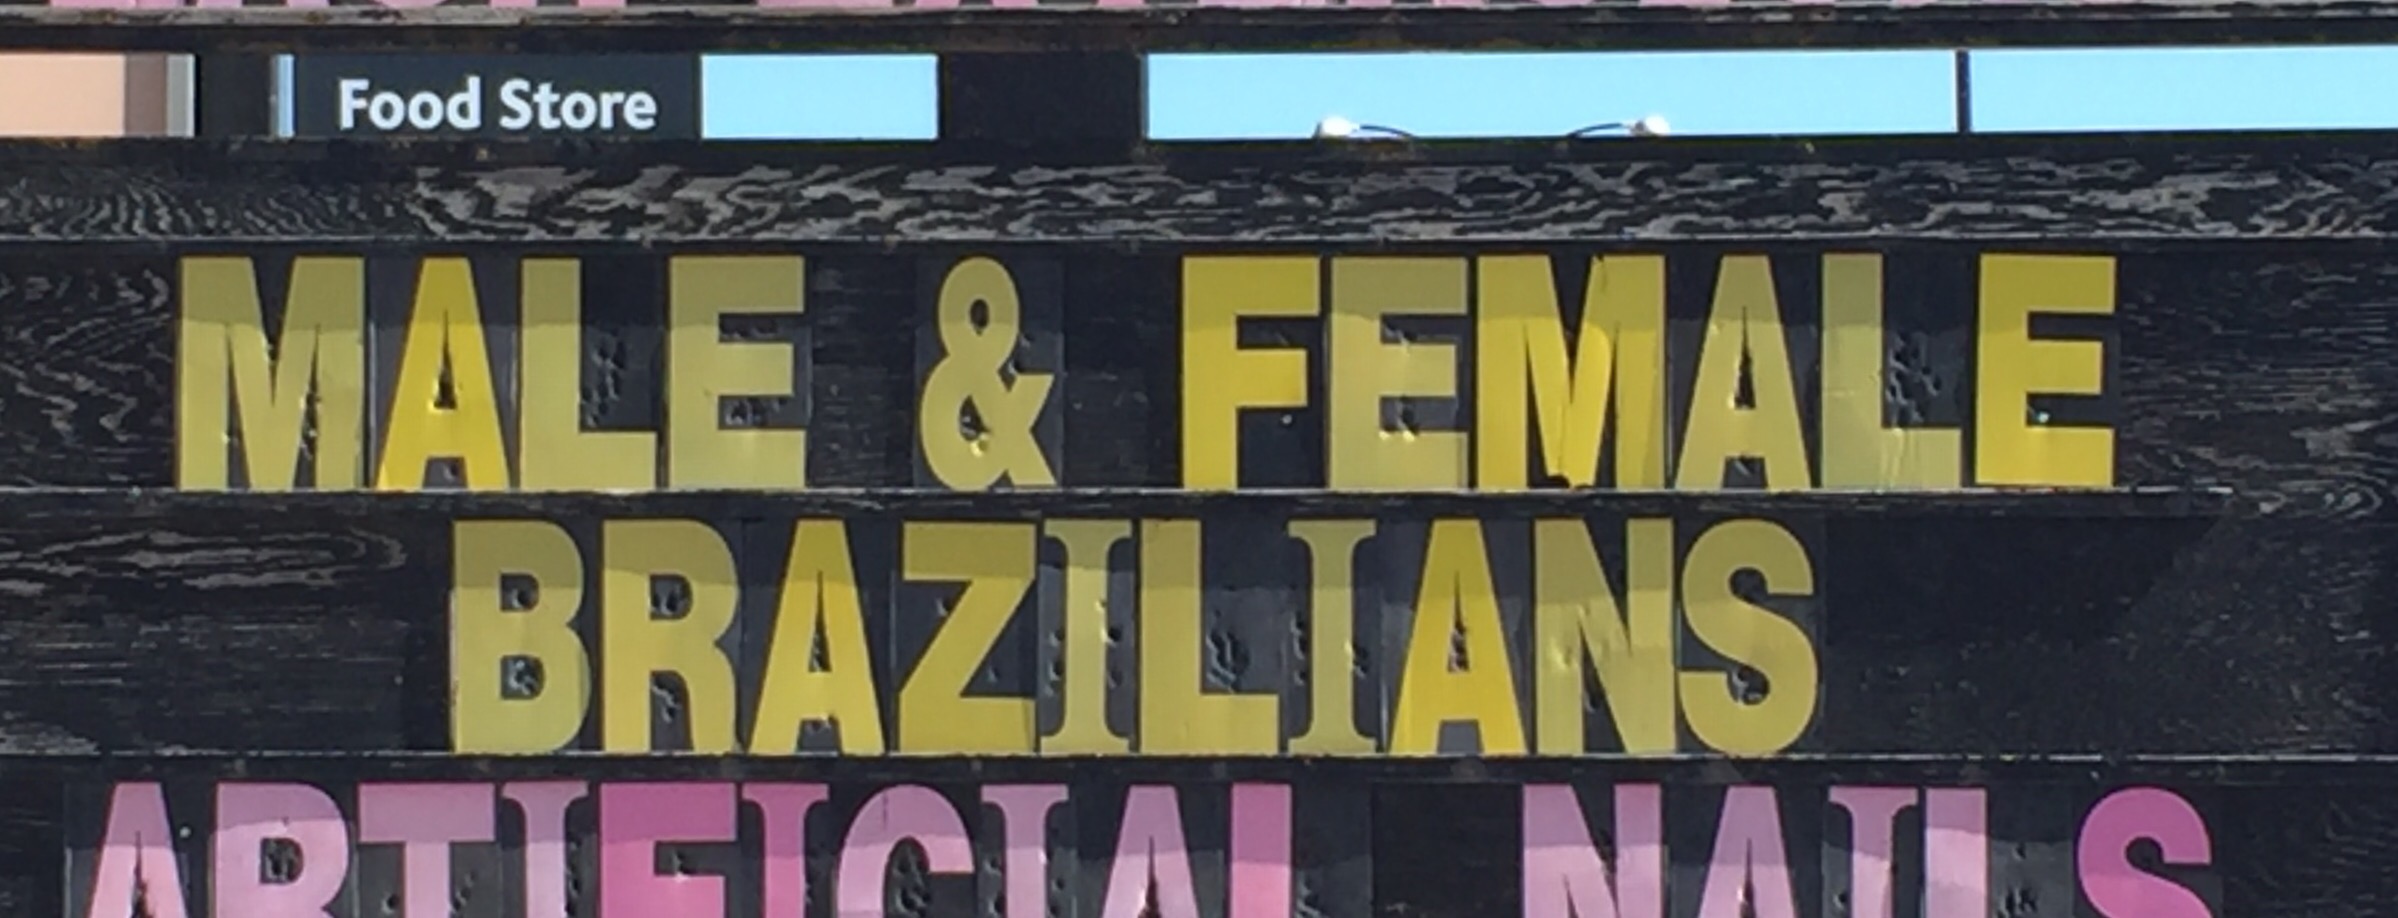 Food Store
MALE & FEMALE
BRAZILIANS
ARTIFICIAL NAILS